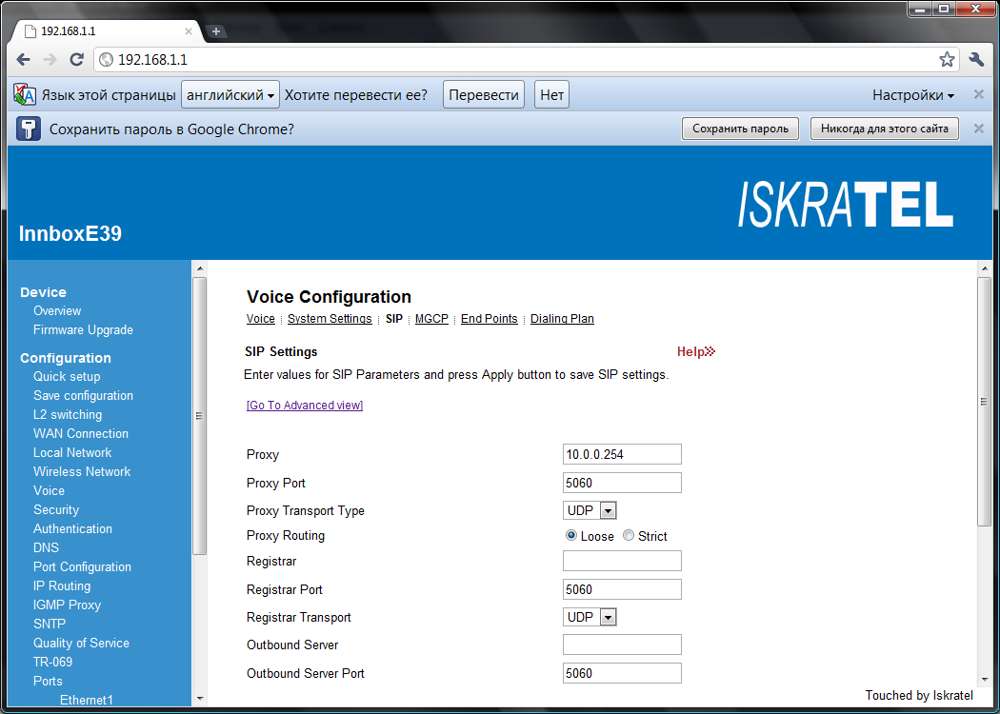 192.168.1.1
192.168.1.1
Язык этой страницы английский Хотите перевести ее? Перевести Нет Настройки
Сохранить пароль в Google Chrome? Сохранить пароль Никогда для этого сайта
ISKRATEL
InnboxE39
Device
Overview
Firmware Upgrade
Configuration
Quick setup
Save configuration
L2 switching
WAN Connection
Local Network
Wireless Network
Voice
Security
Authentication
DNS
Port Configuration
IP Routing
IGMP Proxy
SNTP
Quality of Service
TR-069
Ports
Ethernet1
Voice Configuration
Voice System Settings SIP MGCP End Points Dialing Plan
SIP Settings Help
Enter values for SIP Parameters and press Apply button to save SIP settings.
[Go To Advanced view]
Proxy 10.0.0.254
Proxy Port 5060
Proxy Transport Type UDP
Proxy Routing Loose Strict
Registrar
Registrar Port 5060
Registrar Transport UDP
Outbound Server
Outbound Server Port 5060
Touched by Iskratel